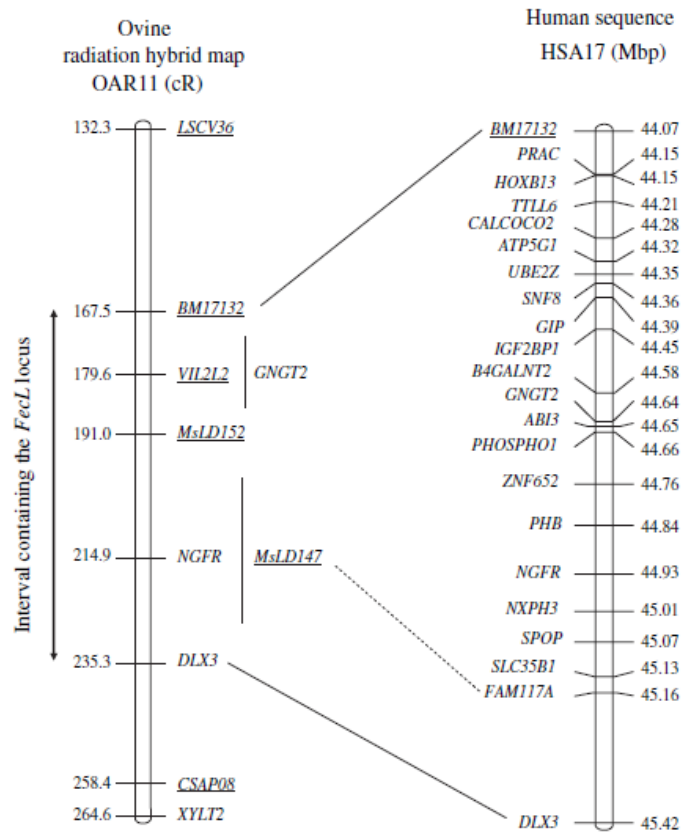 Ovine
radiation hybrid map
OAR11 (cR)
132.3 LSCV36
167.5 BM17132
179.6 VIL2L2 GNGT2
191.0 MsLD152
214.9 NGFR MsLD147
235.3 DLX3
258.4 CSAP08
264.6 XYLT2
Interval containing the FecL locus
Human sequence
HSA17 (Mbp)
BM17132 44.07
PRAC 44.15
HOXB13 44.15
TTLL6 44.21
CALCOCO2 44.28
ATP5G1 44.32
UBE2Z 44.35
SNF8 44.36
GIP 44.39
IGF2BP1 44.45
B4GALNT2 44.58
GNGT2 44.64
ABI3 44.65
PHOSPHO1 44.66
ZNF652 44.76
PHB 44.84
NGFR 44.93
NXPH3 45.01
SPOP 45.07
SLC35B1 45.13
FAM117A 45.16
DLX3 45.42